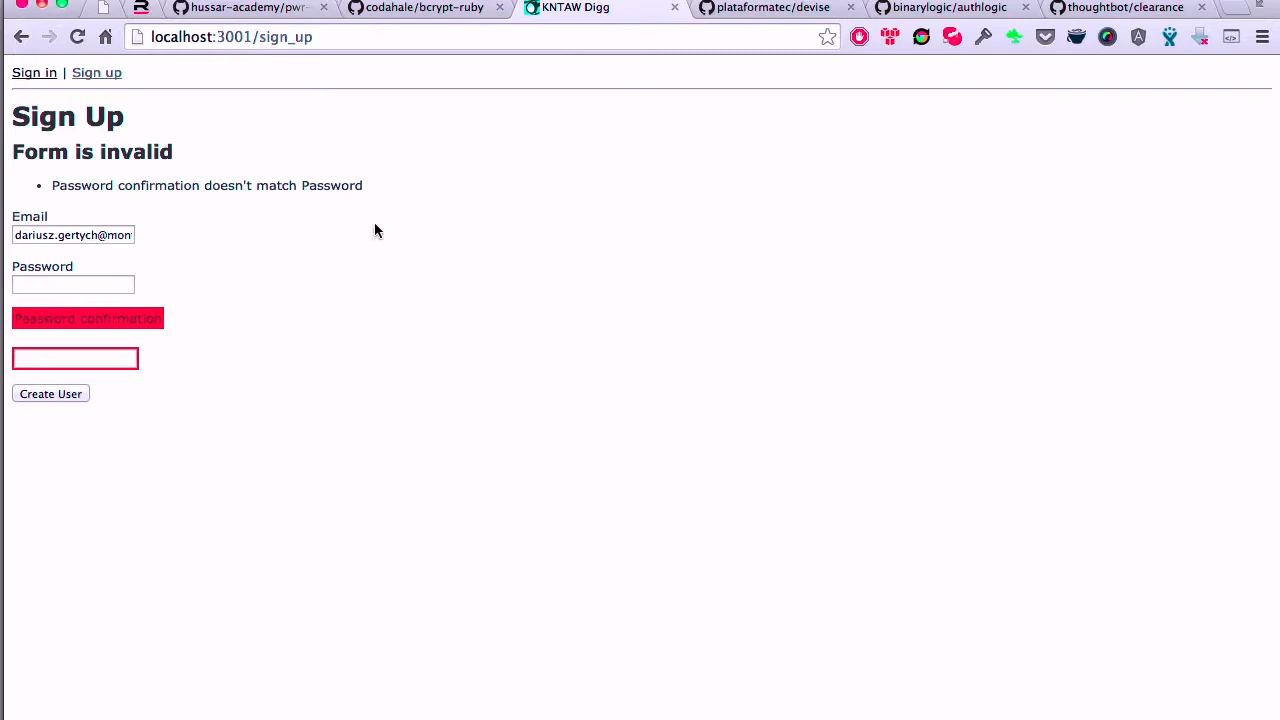 hussar-academy/pwr- codahale/bcrypt-ruby KNTAW Digg plataformatec/devise binarylogic/authlogic thoughtbot/clearance
localhost:3001/sign_up
Sign in | Sign up
Sign Up
Form is invalid
• Password confirmation doesn't match Password
Email
dariusz.gertych@mon
Password
Password confirmation
Create User